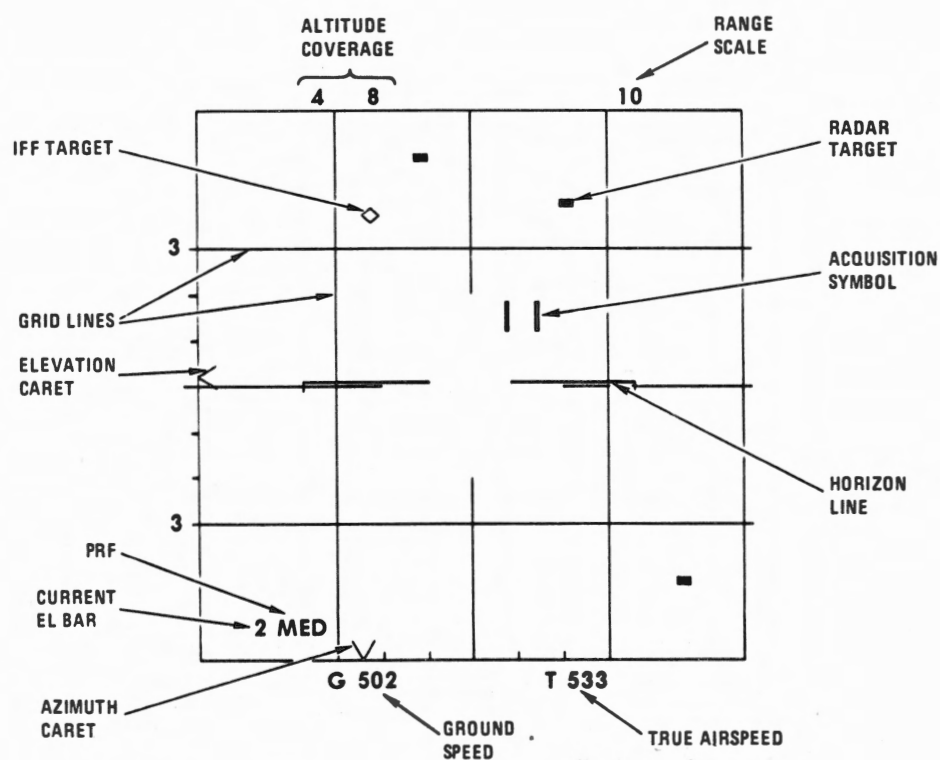 ALTITUDE
COVERAGE
RANGE
SCALE
4 8
10
IFF TARGET
RADAR
TARGET
3
GRID LINES
ACQUISITION
SYMBOL
ELEVATION
CARET
HORIZON
LINE
3
PRF
CURRENT
EL BAR
2 MED
G 502
T 533
AZIMUTH
CARET
GROUND
SPEED
TRUE AIRSPEED